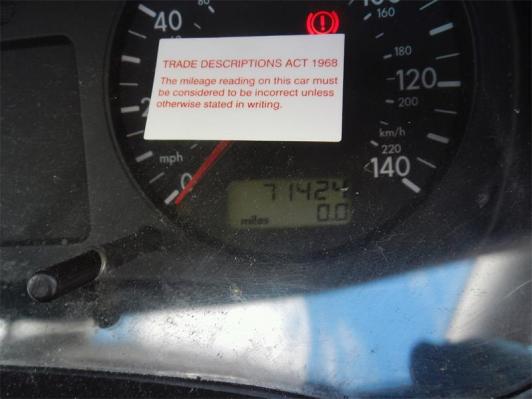 40
TRADE DESCRIPTIONS ACT 1968
The mileage reading on this car must
be considered to be incorrect unless
otherwise stated in writing.
160
180
120
200
km/h
220
140
mph
0
71424
miles 0.0